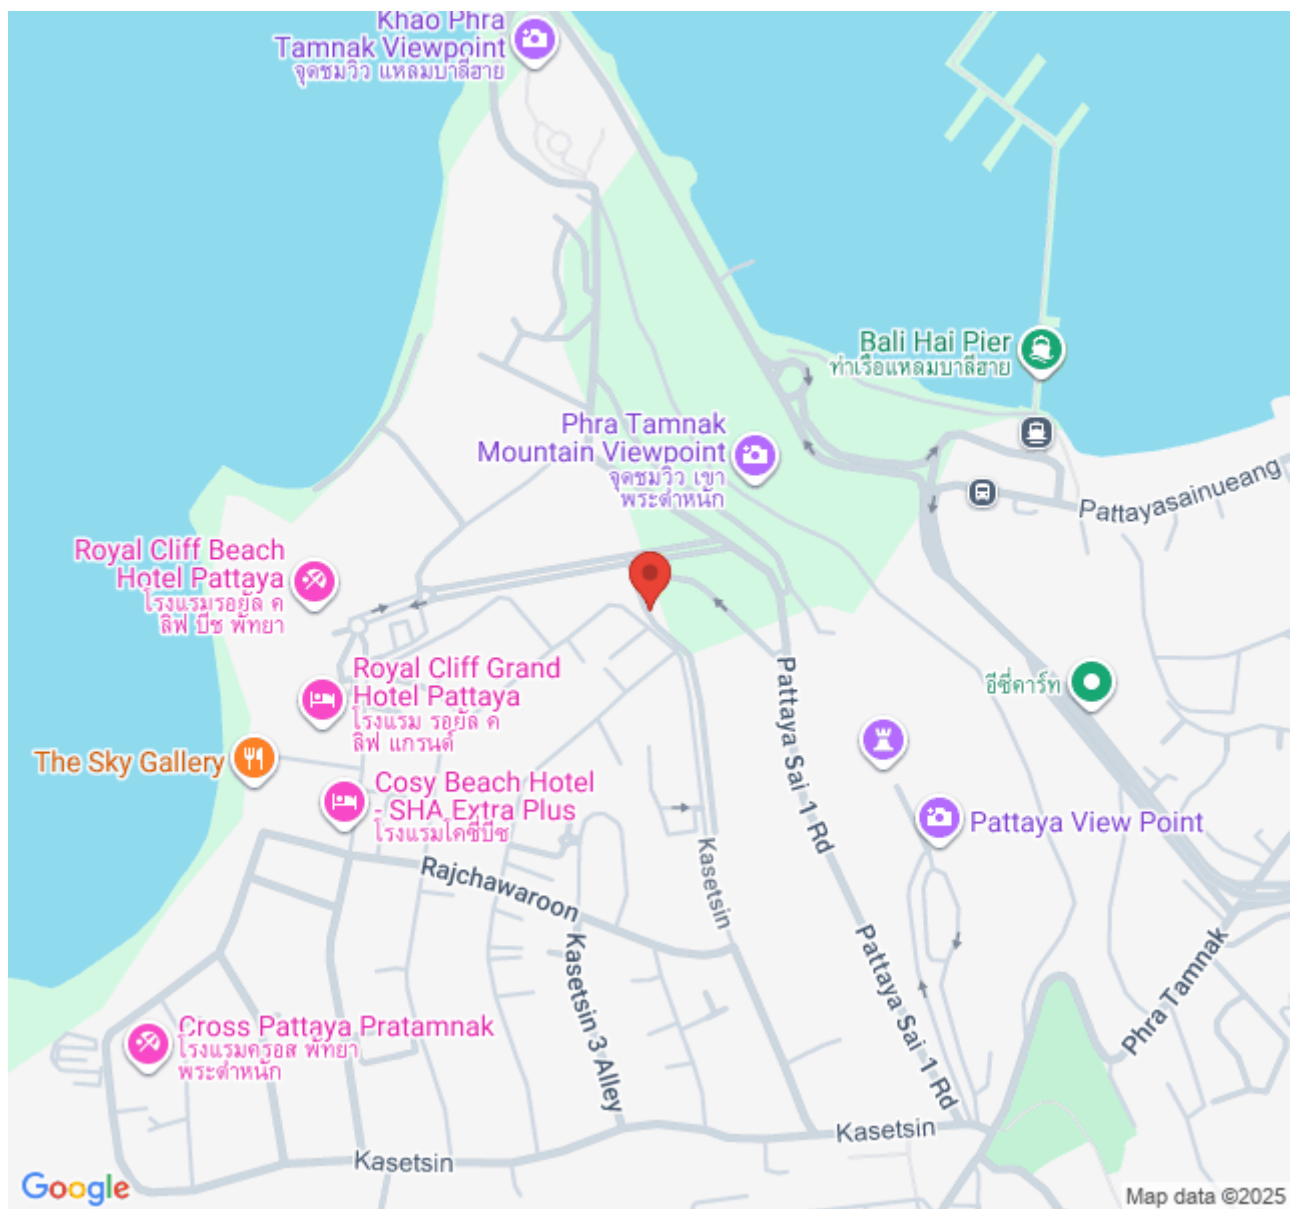 Khao Phra
Tamnak Viewpoint
จุดชมวิว แหลมบาลีฮาย
Bali Hai Pier
ท่าเรือแหลมบาลีฮาย
Phra Tamnak
Mountain Viewpoint
จุดชมวิว เขา
พระตำหนัก
Pattayasainueang
Royal Cliff Beach
Hotel Pattaya
โรงแรมรอยัล ค
ลิฟ บีช พัทยา
Royal Cliff Grand
Hotel Pattaya
โรงแรม รอยัล ค
ลิฟ แกรนด์
อีซี่คาร์ท
Pattaya Sai 1 Rd
The Sky Gallery
Cosy Beach Hotel
- SHA Extra Plus
โรงแรมโคซี่บีช
Pattaya View Point
Rajchawaroon
Kasetsin
Kasetsin 3 Alley
Pattaya Sai 1 Rd
Phra Tamnak
Cross Pattaya Pratamnak
โรงแรมครอส พัทยา
พระตำหนัก
Kasetsin
Kasetsin
Google
Map data ©2025